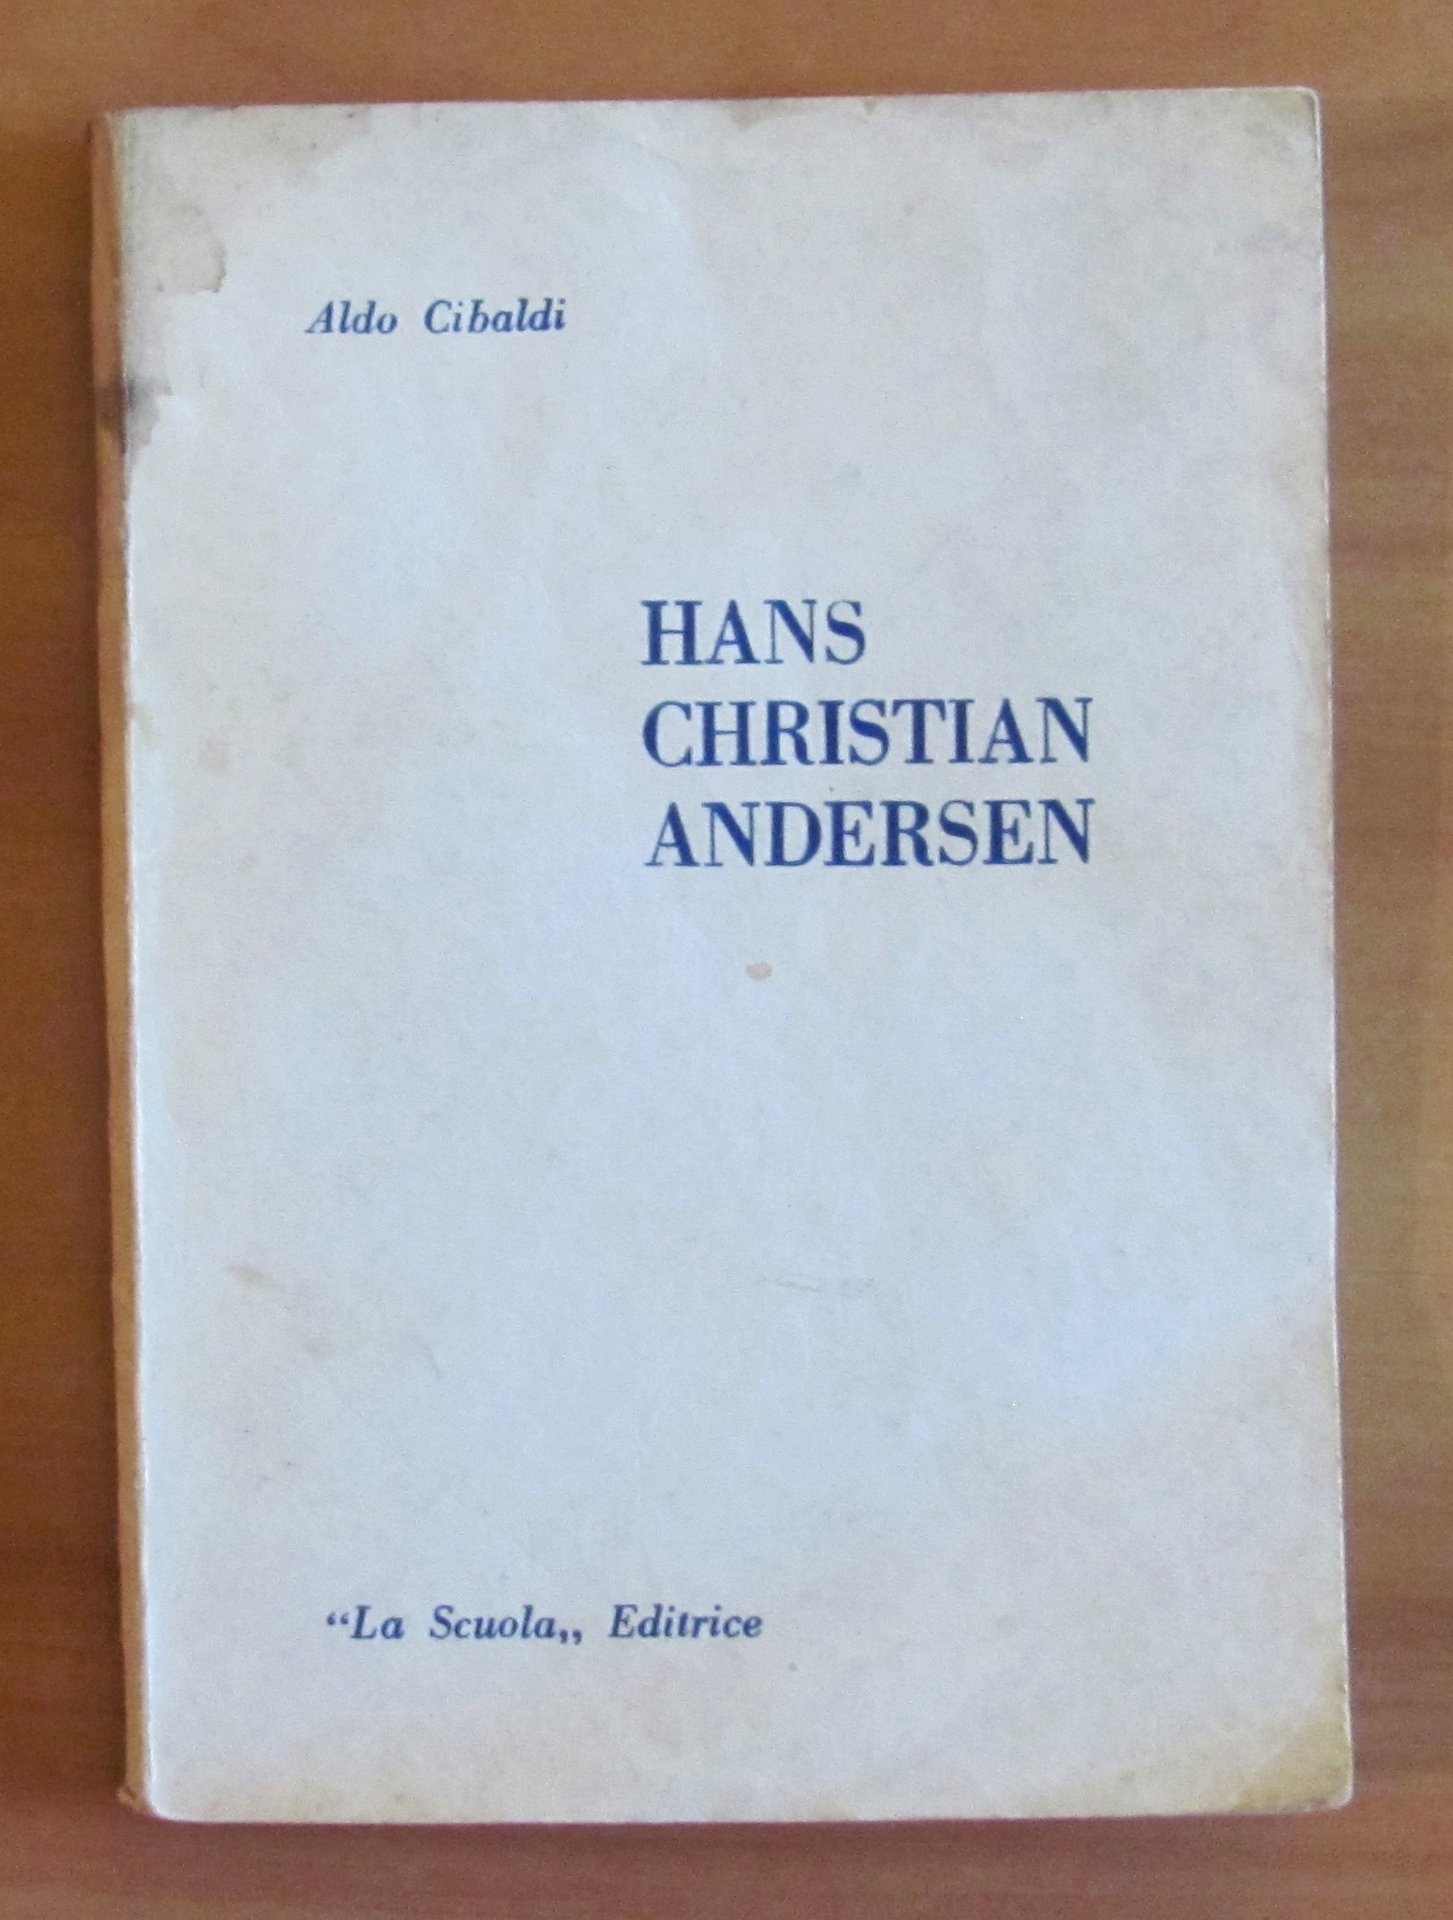 Aldo Cibaldi
HANS
CHRISTIAN
ANDERSEN
“La Scuola„ Editrice